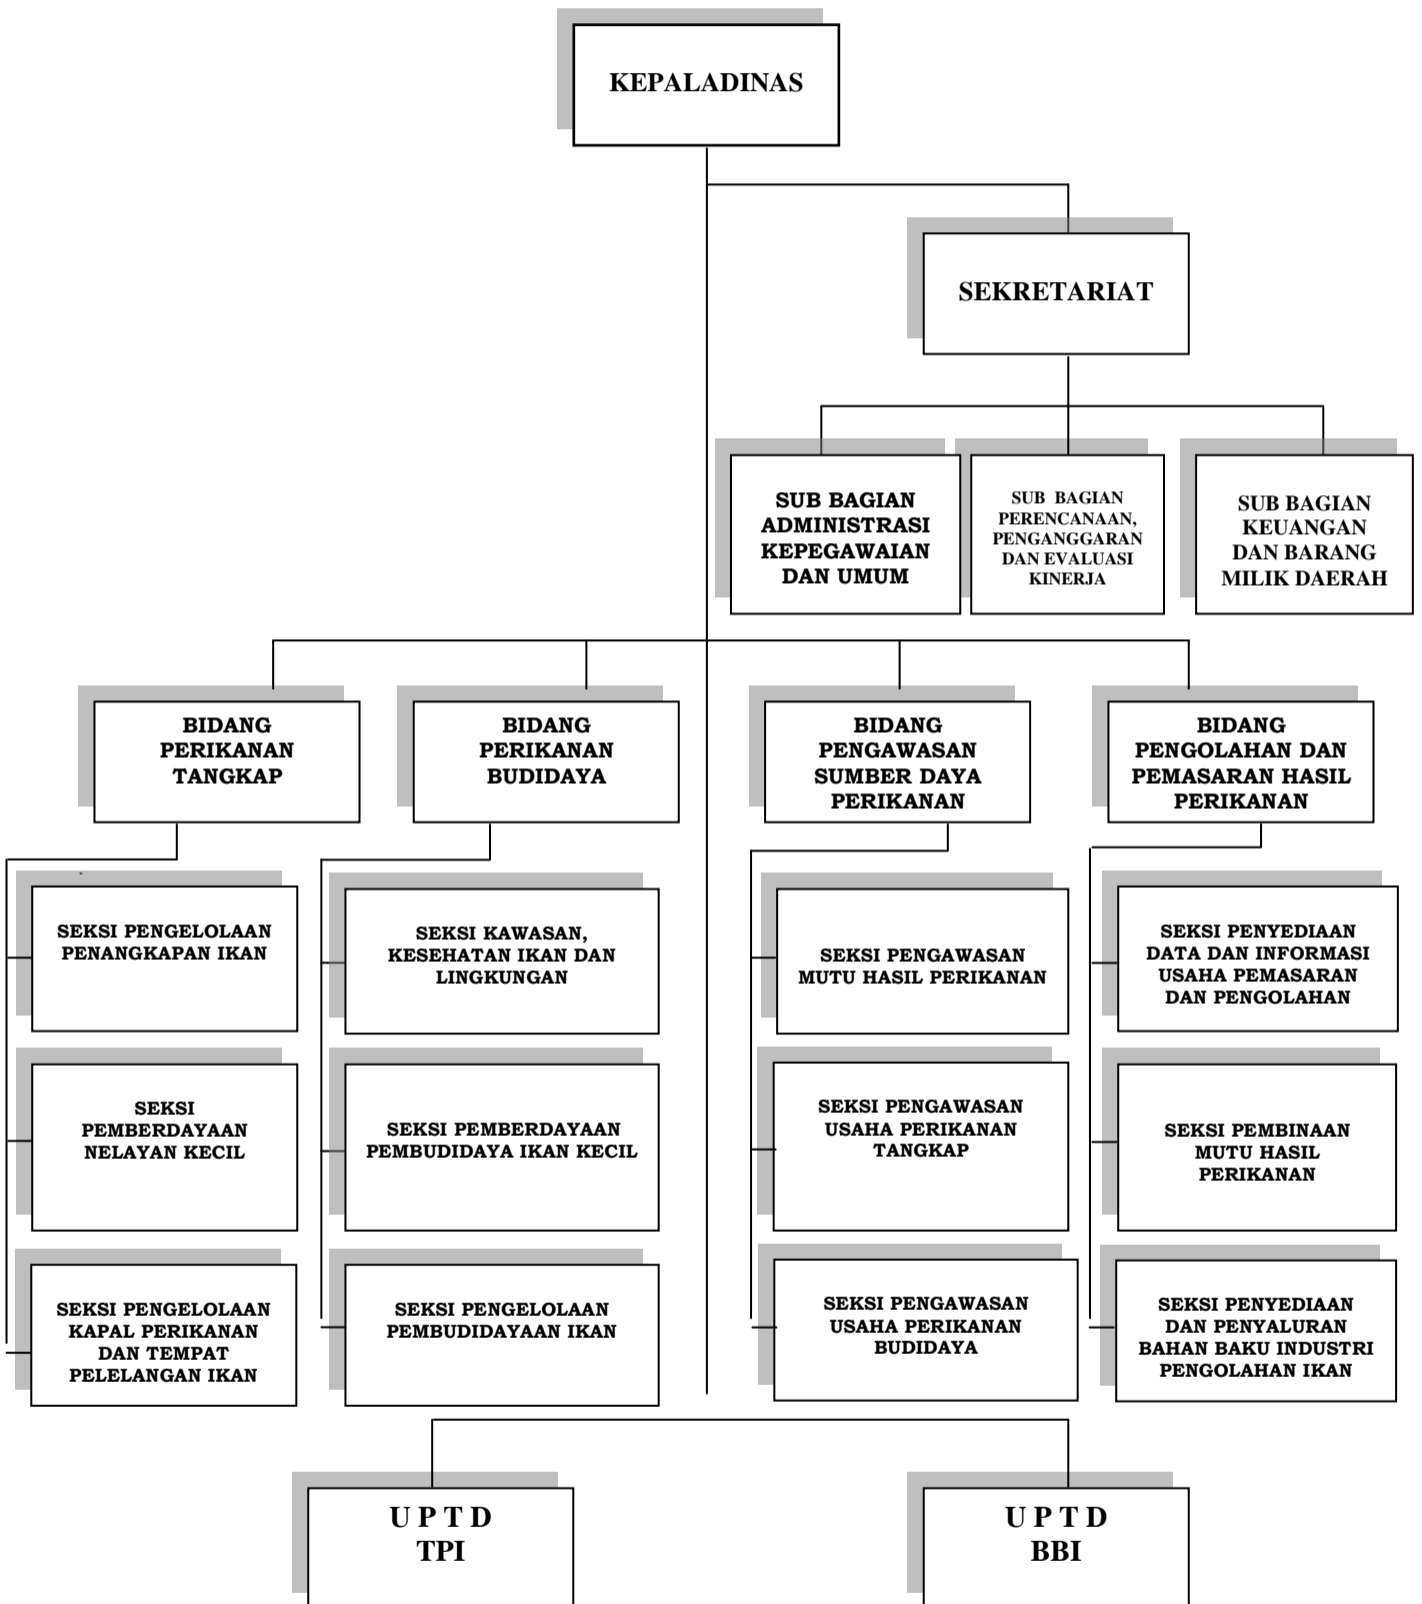 KEPALADINAS
SEKRETARIAT
SUB BAGIAN
ADMINISTRASI
KEPEGAWAIAN
DAN UMUM
SUB BAGIAN
PERENCANAAN,
PENGANGGARAN
DAN EVALUASI
KINERJA
SUB BAGIAN
KEUANGAN
DAN BARANG
MILIK DAERAH
BIDANG
PERIKANAN
TANGKAP
BIDANG
PERIKANAN
BUDIDAYA
BIDANG
PENGAWASAN
SUMBER DAYA
PERIKANAN
BIDANG
PENGOLAHAN DAN
PEMASARAN HASIL
PERIKANAN
SEKSI PENGELOLAAN
PENANGKAPAN IKAN
SEKSI KAWASAN,
KESEHATAN IKAN DAN
LINGKUNGAN
SEKSI PENGAWASAN
MUTU HASIL PERIKANAN
SEKSI PENYEDIAAN
DATA DAN INFORMASI
USAHA PEMASARAN
DAN PENGOLAHAN
SEKSI
PEMBERDAYAAN
NELAYAN KECIL
SEKSI PEMBERDAYAAN
PEMBUDIDAYA IKAN KECIL
SEKSI PENGAWASAN
USAHA PERIKANAN
TANGKAP
SEKSI PEMBINAAN
MUTU HASIL
PERIKANAN
SEKSI PENGELOLAAN
KAPAL PERIKANAN
DAN TEMPAT
PELELANGAN IKAN
SEKSI PENGELOLAAN
PEMBUDIDAYAAN IKAN
SEKSI PENGAWASAN
USAHA PERIKANAN
BUDIDAYA
SEKSI PENYEDIAAN
DAN PENYALURAN
BAHAN BAKU INDUSTRI
PENGOLAHAN IKAN
U P T D
TPI
U P T D
BBI